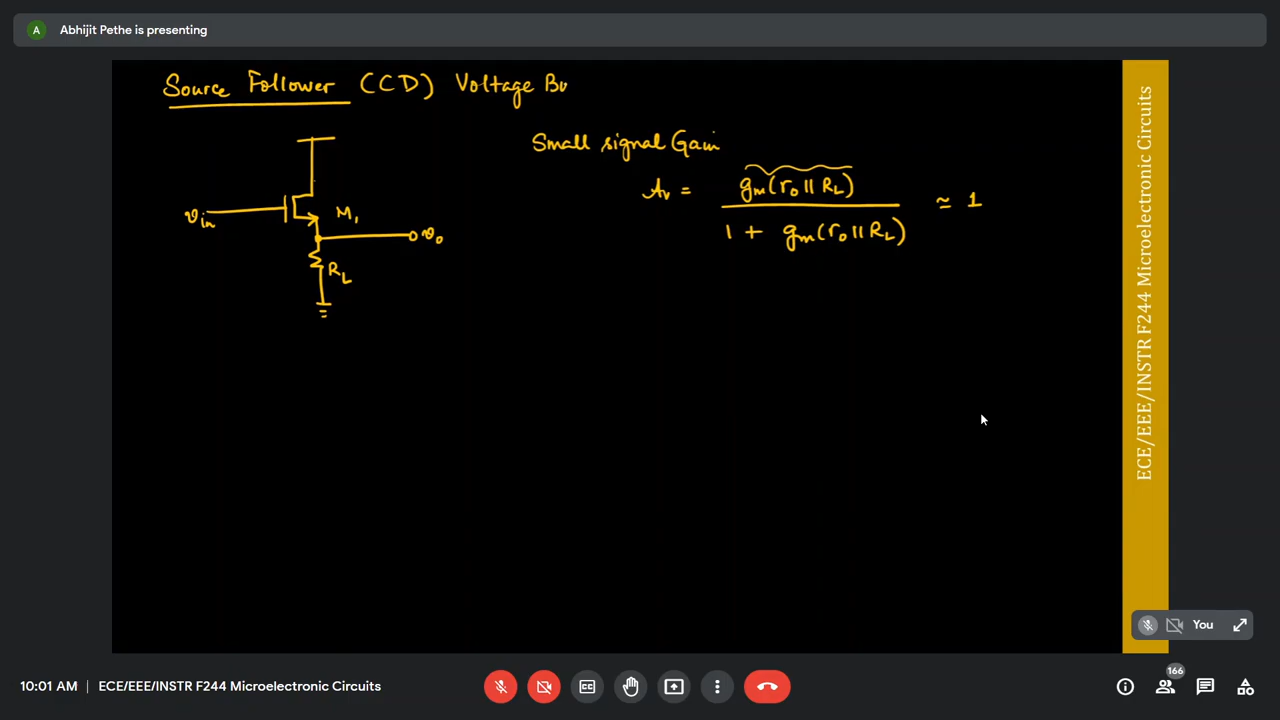 A Abhijit Pethe is presenting
Source Follower (CCD) Voltage Bu
Small signal Gain
Av = gm(ro || RL) / 1 + gm(ro || RL) ≃ 1
vin
M1
vo
RL
ECE/EEE/INSTR F244 Microelectronic Circuits
You
10:01 AM | ECE/EEE/INSTR F244 Microelectronic Circuits
CC
166